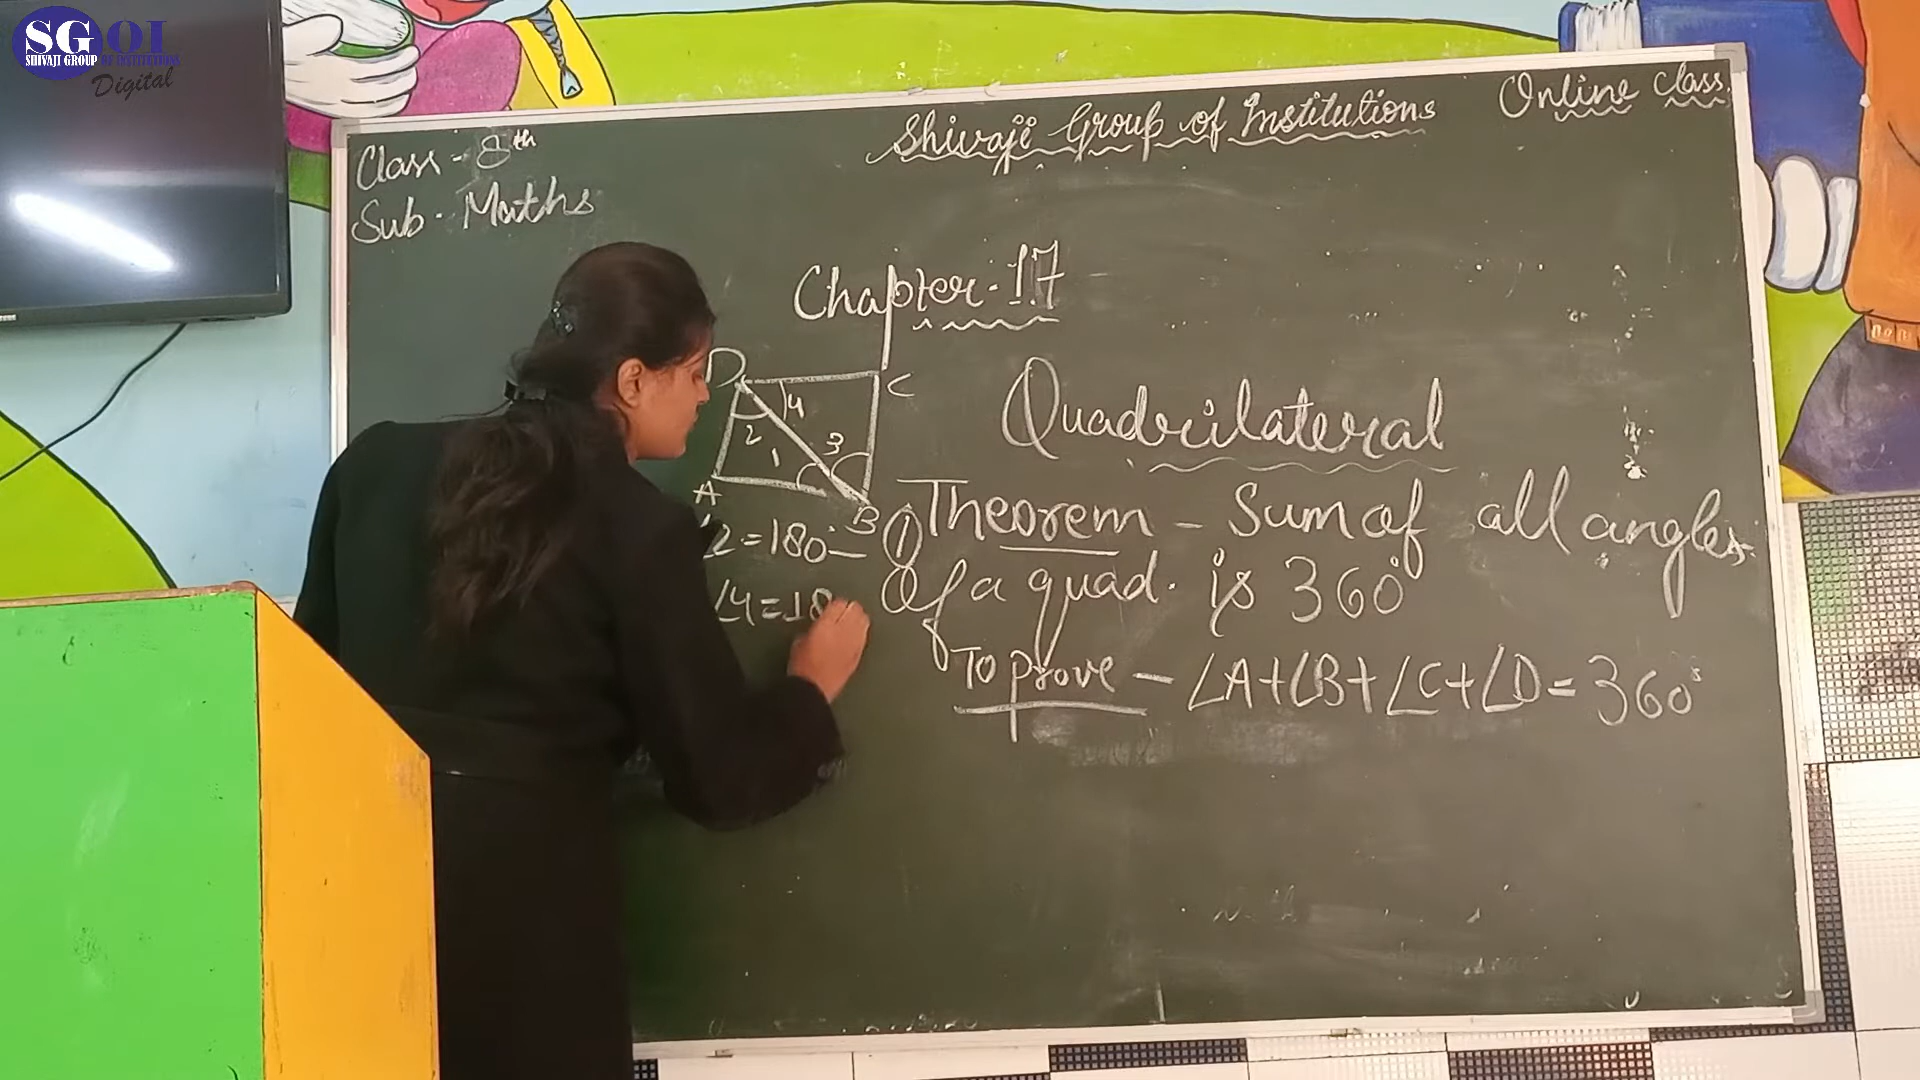 SGOI
SHIVAJI GROUP OF INSTITUTIONS
Digital
Class - 8th
Sub - Maths
Shivaji Group of Institutions
Online Class
Chapter - 17
Quadrilateral
D
C
4
2
3
1
A
B
2 = 180° — ①
∠4 = 18
Theorem - Sum of all angles
Of a quad. is 360°
To prove - ∠A+∠B+∠C+∠D = 360°